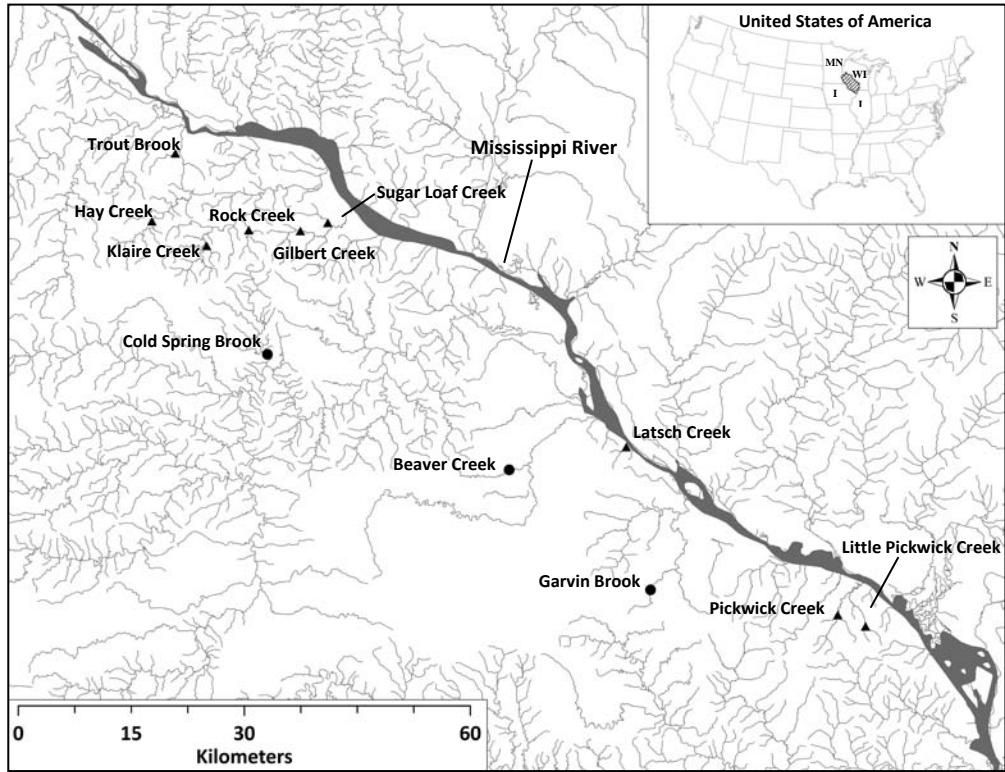 United States of America
MN
WI
I
I
Trout Brook
Mississippi River
Sugar Loaf Creek
Hay Creek
Rock Creek
Klaire Creek
Gilbert Creek
N
W
E
S
Cold Spring Brook
Latsch Creek
Beaver Creek
Little Pickwick Creek
Garvin Brook
Pickwick Creek
0 15 30 60
Kilometers